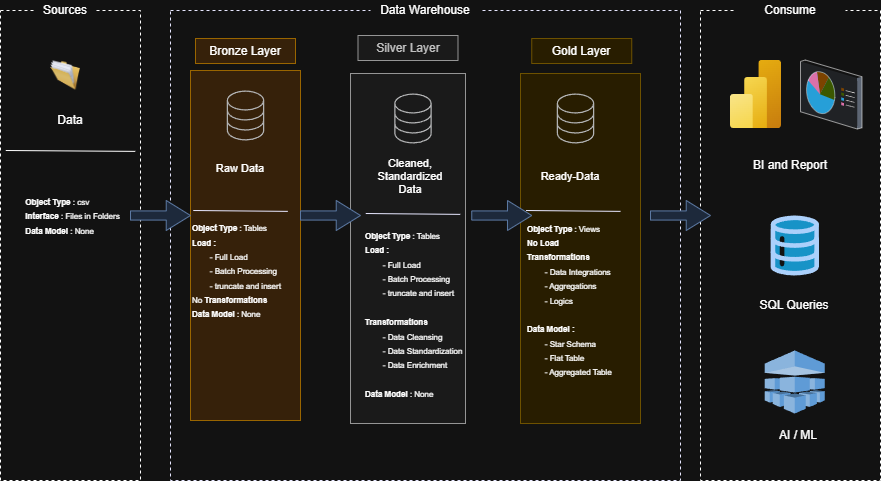 Sources
Data
Object Type : csv
Interface : Files in Folders
Data Model : None
Data Warehouse
Bronze Layer
Raw Data
Object Type : Tables
Load :
- Full Load
- Batch Processing
- truncate and insert
No Transformations
Data Model : None
Silver Layer
Cleaned,
Standardized
Data
Object Type : Tables
Load :
- Full Load
- Batch Processing
- truncate and insert
Transformations
- Data Cleansing
- Data Standardization
- Data Enrichment
Data Model : None
Gold Layer
Ready-Data
Object Type : Views
No Load
Transformations
- Data Integrations
- Aggregations
- Logics
Data Model :
- Star Schema
- Flat Table
- Aggregated Table
Consume
BI and Report
SQL Queries
AI / ML